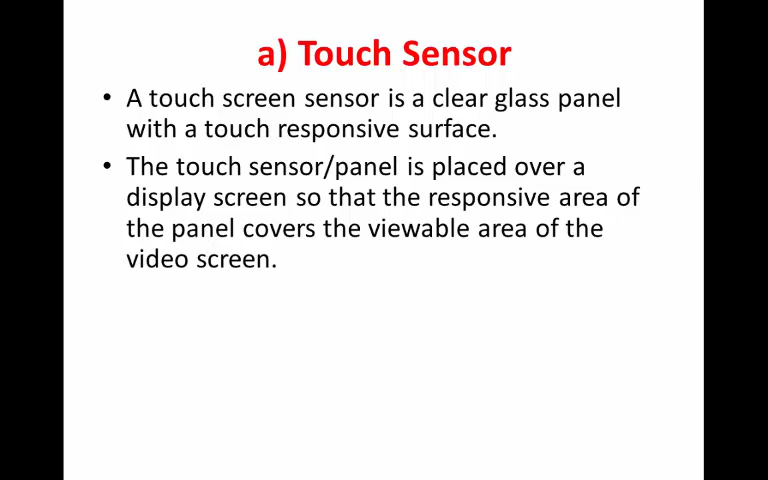 a) Touch Sensor
• A touch screen sensor is a clear glass panel
with a touch responsive surface.
• The touch sensor/panel is placed over a
display screen so that the responsive area of
the panel covers the viewable area of the
video screen.